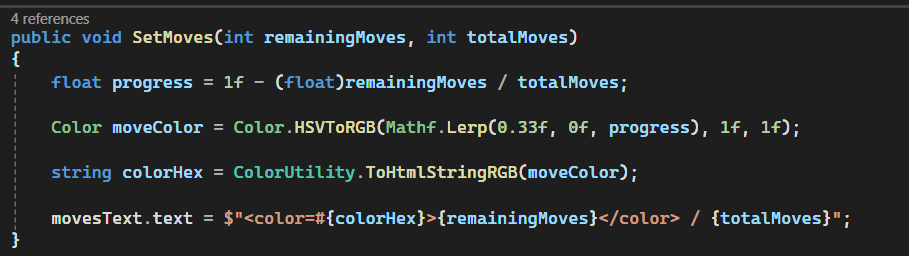 4 references
public void SetMoves(int remainingMoves, int totalMoves)
{
float progress = 1f - (float)remainingMoves / totalMoves;
Color moveColor = Color.HSVToRGB(Mathf.Lerp(0.33f, 0f, progress), 1f, 1f);
string colorHex = ColorUtility.ToHtmlStringRGB(moveColor);
movesText.text = $"<color=#{colorHex}>{remainingMoves}</color> / {totalMoves}";
}